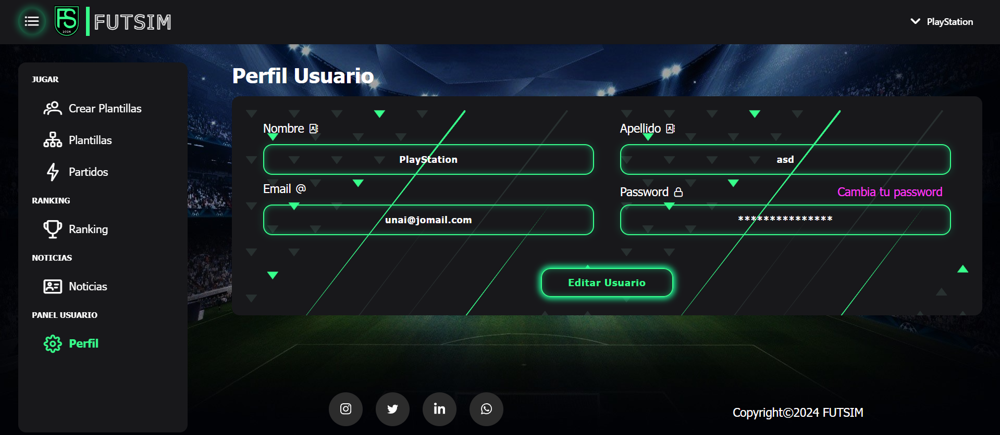 FS
2024
FUTSIM
PlayStation
JUGAR
Crear Plantillas
Plantillas
Partidos
RANKING
Ranking
NOTICIAS
Noticias
PANEL USUARIO
Perfil
Perfil Usuario
Nombre
PlayStation
Apellido
asd
Email @
unai@jomail.com
Password
Cambia tu password
***************
Editar Usuario
in
Copyright©2024 FUTSIM